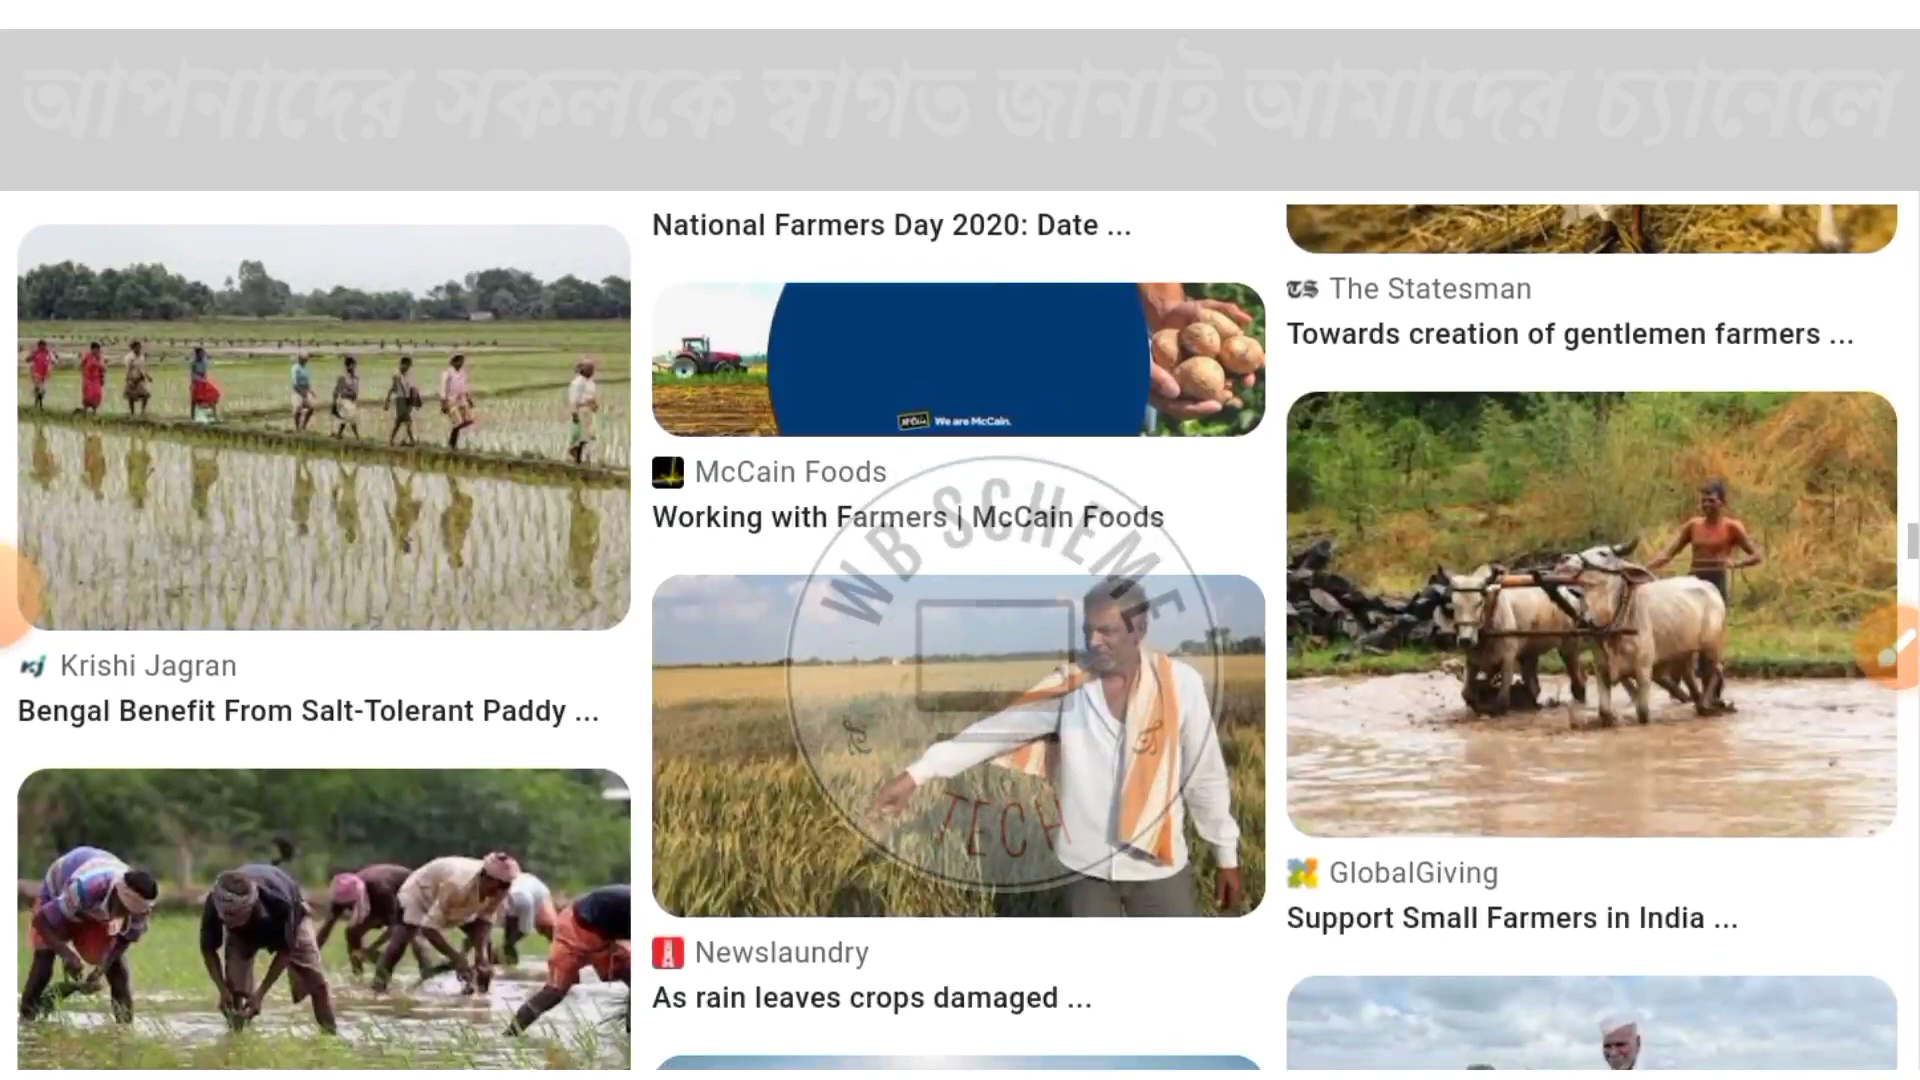 আপনাদের সকলকে স্বাগত জানাই আমাদের চ্যানেলে
Krishi Jagran
Bengal Benefit From Salt-Tolerant Paddy ...
National Farmers Day 2020: Date ...
McCain We are McCain.
McCain Foods
Working with Farmers | McCain Foods
WB SCHEME
TECH
Newslaundry
As rain leaves crops damaged ...
TS The Statesman
Towards creation of gentlemen farmers ...
GlobalGiving
Support Small Farmers in India ...